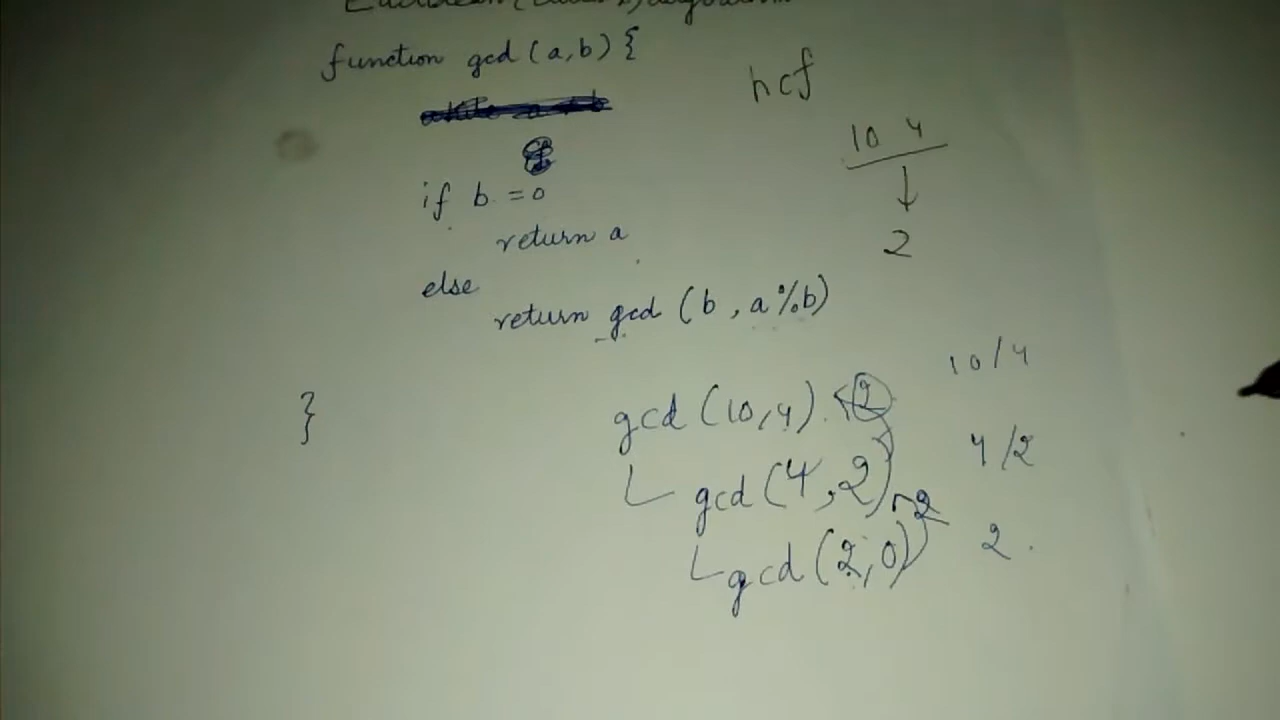 function gcd (a,b) {
if b = 0
return a
else
return gcd (b , a%b)
}
hcf
10 4
2
gcd (10,4) 2
gcd (4,2) 2
gcd (2,0)
10/4
4/2
2.